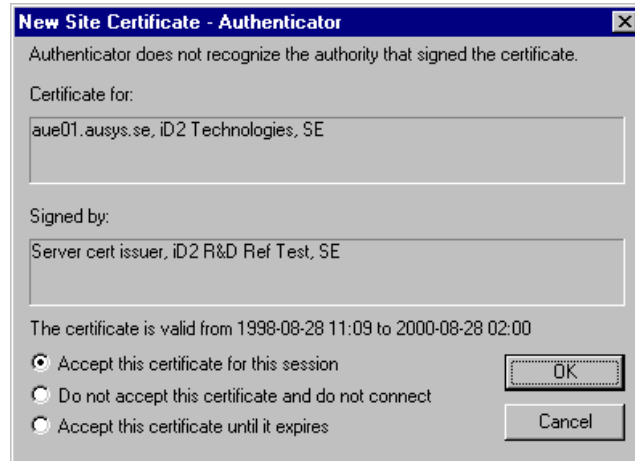 New Site Certificate - Authenticator
Authenticator does not recognize the authority that signed the certificate.
Certificate for:
aue01.ausys.se, iD2 Technologies, SE
Signed by:
Server cert issuer, iD2 R&D Ref Test, SE
The certificate is valid from 1998-08-28 11:09 to 2000-08-28 02:00
Accept this certificate for this session
OK
Do not accept this certificate and do not connect
Accept this certificate until it expires
Cancel